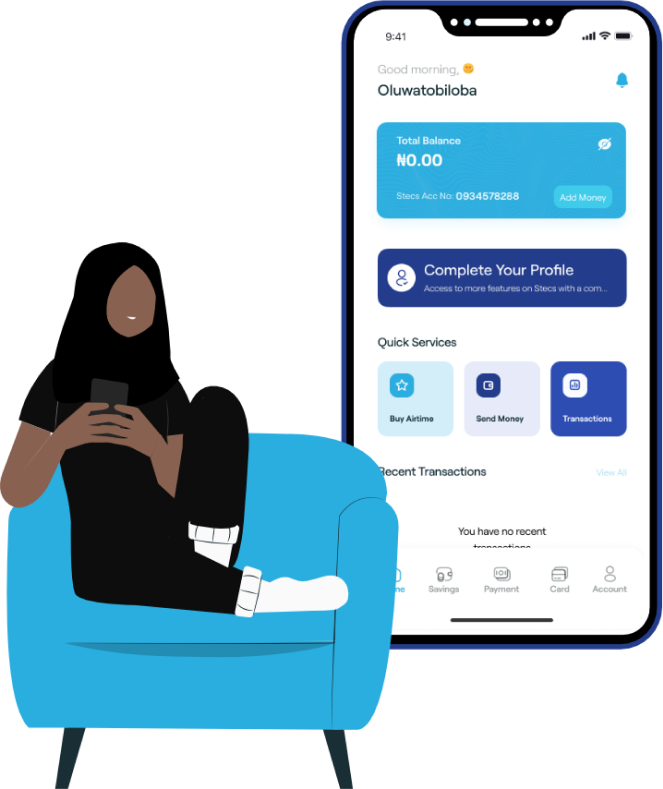 9:41
Good morning,
Oluwatobiloba
Total Balance
₦0.00
Stecs Acc No: 0934578288
Add Money
Complete Your Profile
Access to more features on Stecs with a com...
Quick Services
Buy Airtime
Send Money
Transactions
Recent Transactions
View All
You have no recent
transactions
Savings
Payment
Card
Account